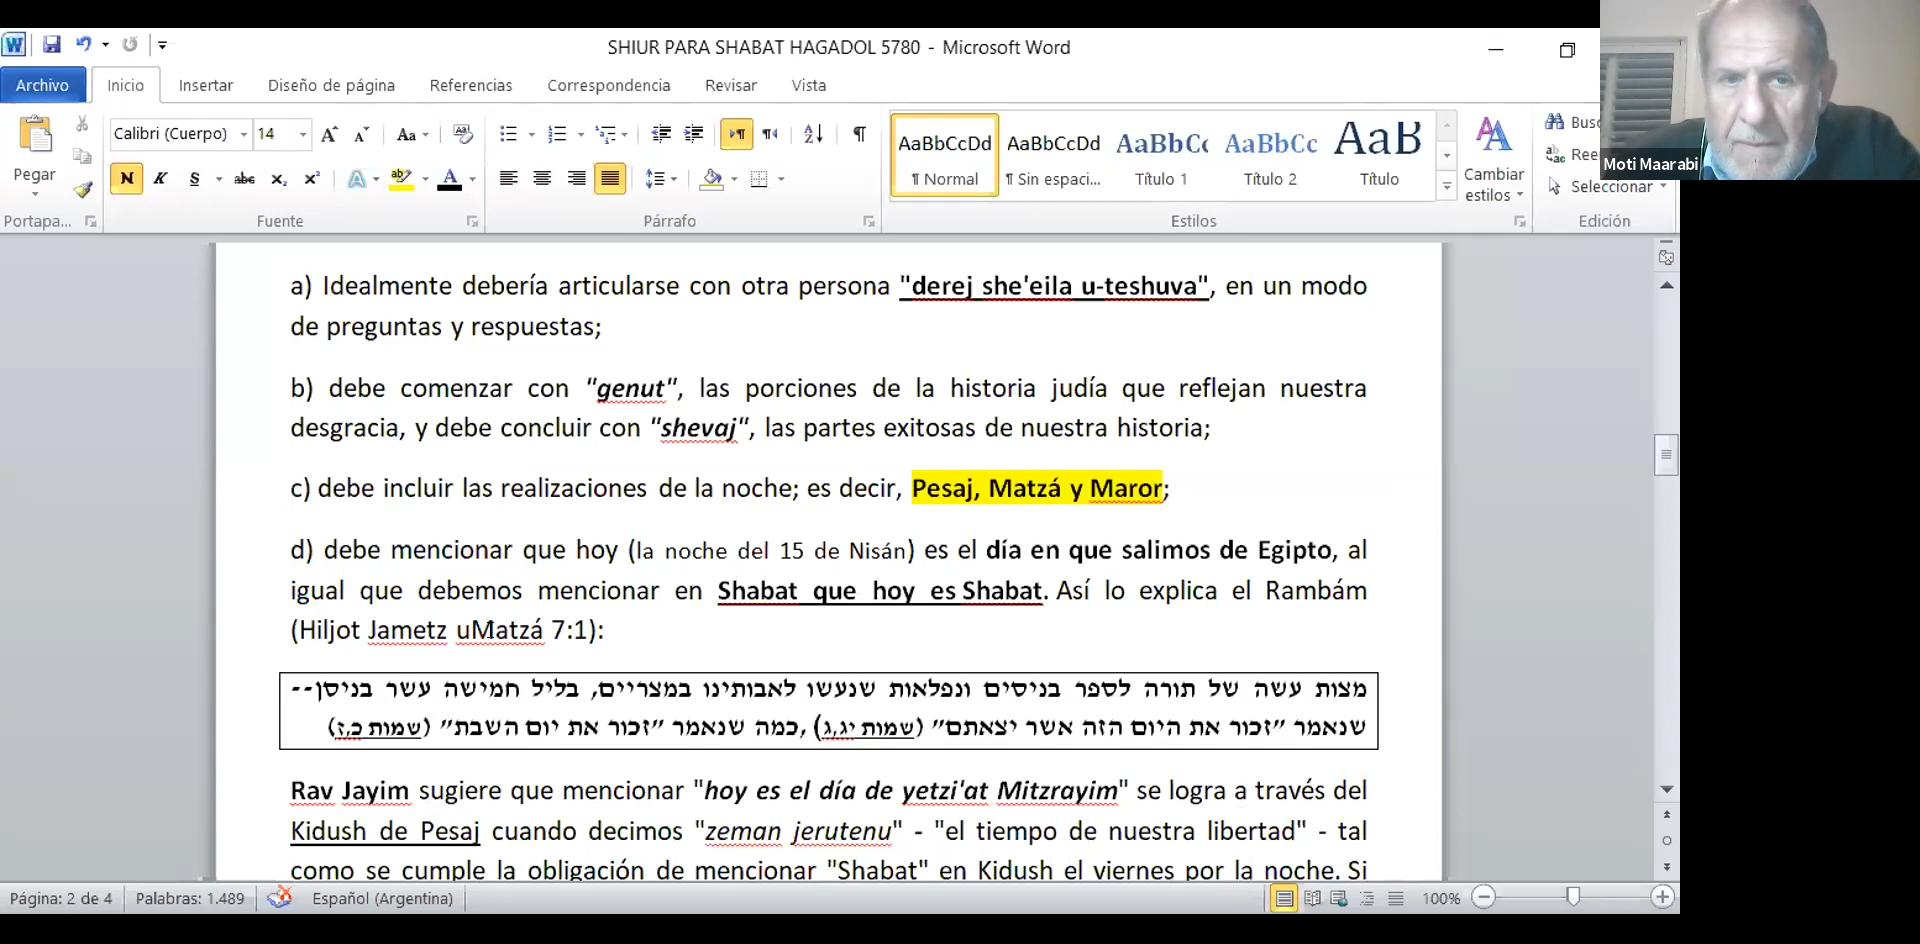 SHIUR PARA SHABAT HAGADOL 5780 - Microsoft Word
Archivo Inicio Insertar Diseño de página Referencias Correspondencia Revisar Vista
Calibri (Cuerpo) 14
AaBbCcDd AaBbCcDd AaBbCc AaBbCc AaB
Pegar
N K S abc x₂ x²
¶ Normal ¶ Sin espaci... Título 1 Título 2 Título
Cambiar estilos
Seleccionar
Moti Maarabi
Portapa... Fuente Párrafo Estilos Edición
a) Idealmente debería articularse con otra persona "derej she'eila u-teshuva", en un modo
de preguntas y respuestas;
b) debe comenzar con "genut", las porciones de la historia judía que reflejan nuestra
desgracia, y debe concluir con "shevaj", las partes exitosas de nuestra historia;
c) debe incluir las realizaciones de la noche; es decir, Pesaj, Matzá y Maror;
d) debe mencionar que hoy (la noche del 15 de Nisán) es el día en que salimos de Egipto, al
igual que debemos mencionar en Shabat que hoy es Shabat. Así lo explica el Rambám
(Hiljot Jametz uMatzá 7:1):
מצות עשה של תורה לספר בניסים ונפלאות שנעשו לאבותינו במצריים, בליל חמישה עשר בניסן--
שנאמר "זכור את היום הזה אשר יצאתם" (שמות יג,ג), כמה שנאמר "זכור את יום השבת" (שמות כ,ז)
Rav Jayim sugiere que mencionar "hoy es el día de yetzi'at Mitzrayim" se logra a través del
Kidush de Pesaj cuando decimos "zeman jerutenu" - "el tiempo de nuestra libertad" - tal
como se cumple la obligación de mencionar "Shabat" en Kidush el viernes por la noche. Si
Página: 2 de 4 Palabras: 1.489 Español (Argentina) 100%